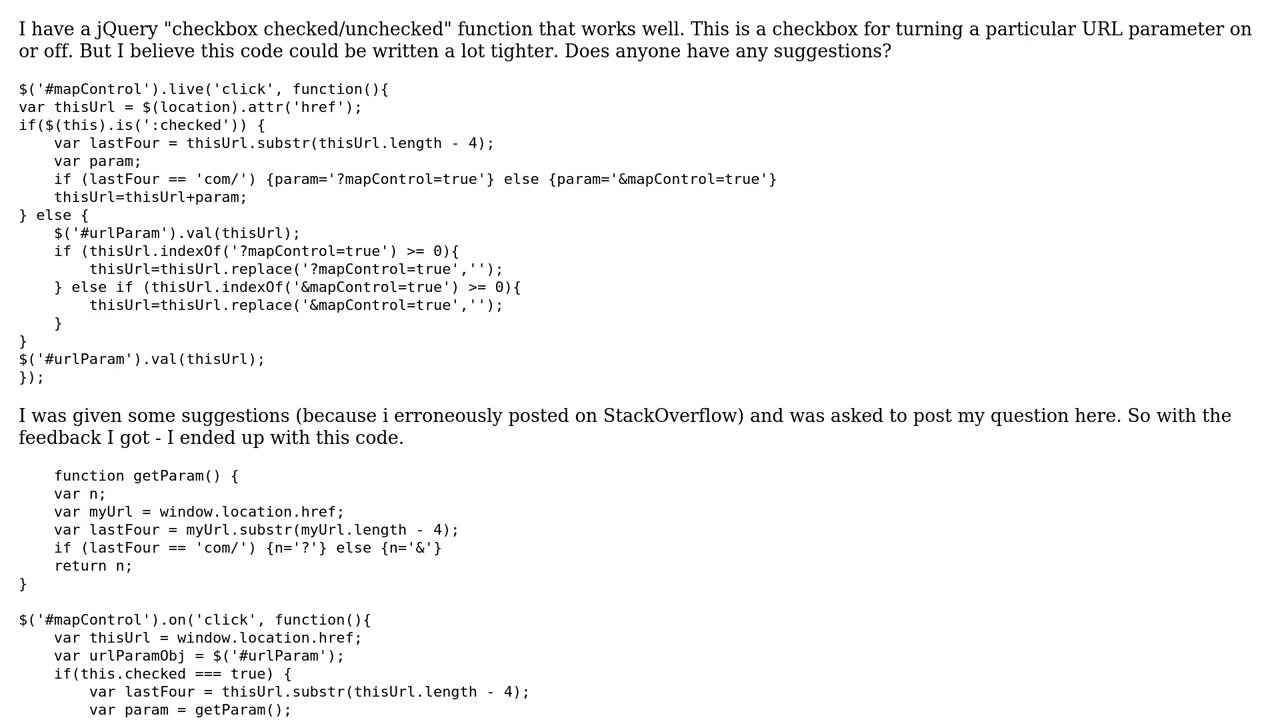 I have a jQuery "checkbox checked/unchecked" function that works well. This is a checkbox for turning a particular URL parameter on
or off. But I believe this code could be written a lot tighter. Does anyone have any suggestions?
$('#mapControl').live('click', function(){
var thisUrl = $(location).attr('href');
if($(this).is(':checked')) {
    var lastFour = thisUrl.substr(thisUrl.length - 4);
    var param;
    if (lastFour == 'com/') {param='?mapControl=true'} else {param='&mapControl=true'}
    thisUrl=thisUrl+param;
} else {
    $('#urlParam').val(thisUrl);
    if (thisUrl.indexOf('?mapControl=true') >= 0){
        thisUrl=thisUrl.replace('?mapControl=true','');
    } else if (thisUrl.indexOf('&mapControl=true') >= 0){
        thisUrl=thisUrl.replace('&mapControl=true','');
    }
}
$('#urlParam').val(thisUrl);
});
I was given some suggestions (because i erroneously posted on StackOverflow) and was asked to post my question here. So with the
feedback I got - I ended up with this code.
    function getParam() {
    var n;
    var myUrl = window.location.href;
    var lastFour = myUrl.substr(myUrl.length - 4);
    if (lastFour == 'com/') {n='?'} else {n='&'}
    return n;
}
$('#mapControl').on('click', function(){
    var thisUrl = window.location.href;
    var urlParamObj = $('#urlParam');
    if(this.checked === true) {
        var lastFour = thisUrl.substr(thisUrl.length - 4);
        var param = getParam();